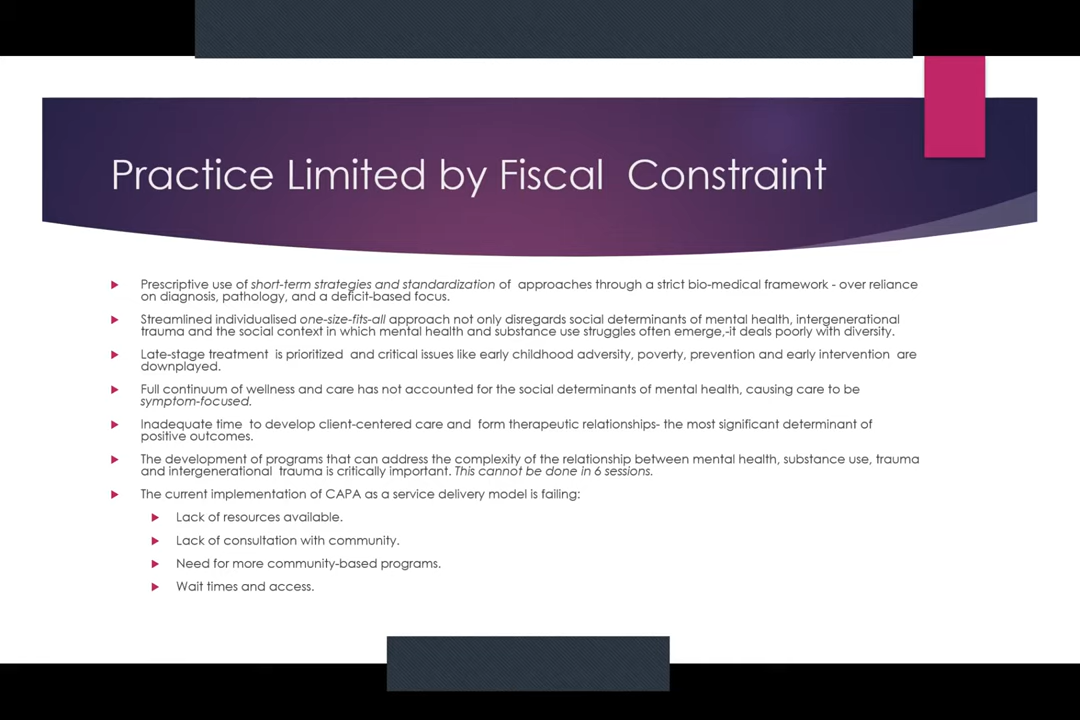 Practice Limited by Fiscal  Constraint
Prescriptive use of short-term strategies and standardization of  approaches through a strict bio-medical framework - over reliance
on diagnosis, pathology, and a deficit-based focus.
Streamlined individualised one-size-fits-all approach not only disregards social determinants of mental health, intergenerational
trauma and the social context in which mental health and substance use struggles often emerge,-it deals poorly with diversity.
Late-stage treatment  is prioritized  and critical issues like early childhood adversity, poverty, prevention and early intervention  are
downplayed.
Full continuum of wellness and care has not accounted for the social determinants of mental health, causing care to be
symptom-focused.
Inadequate time  to develop client-centered care and  form therapeutic relationships- the most significant determinant of
positive outcomes.
The development of programs that can address the complexity of the relationship between mental health, substance use, trauma
and intergenerational  trauma is critically important. This cannot be done in 6 sessions.
The current implementation of CAPA as a service delivery model is failing:
Lack of resources available.
Lack of consultation with community.
Need for more community-based programs.
Wait times and access.